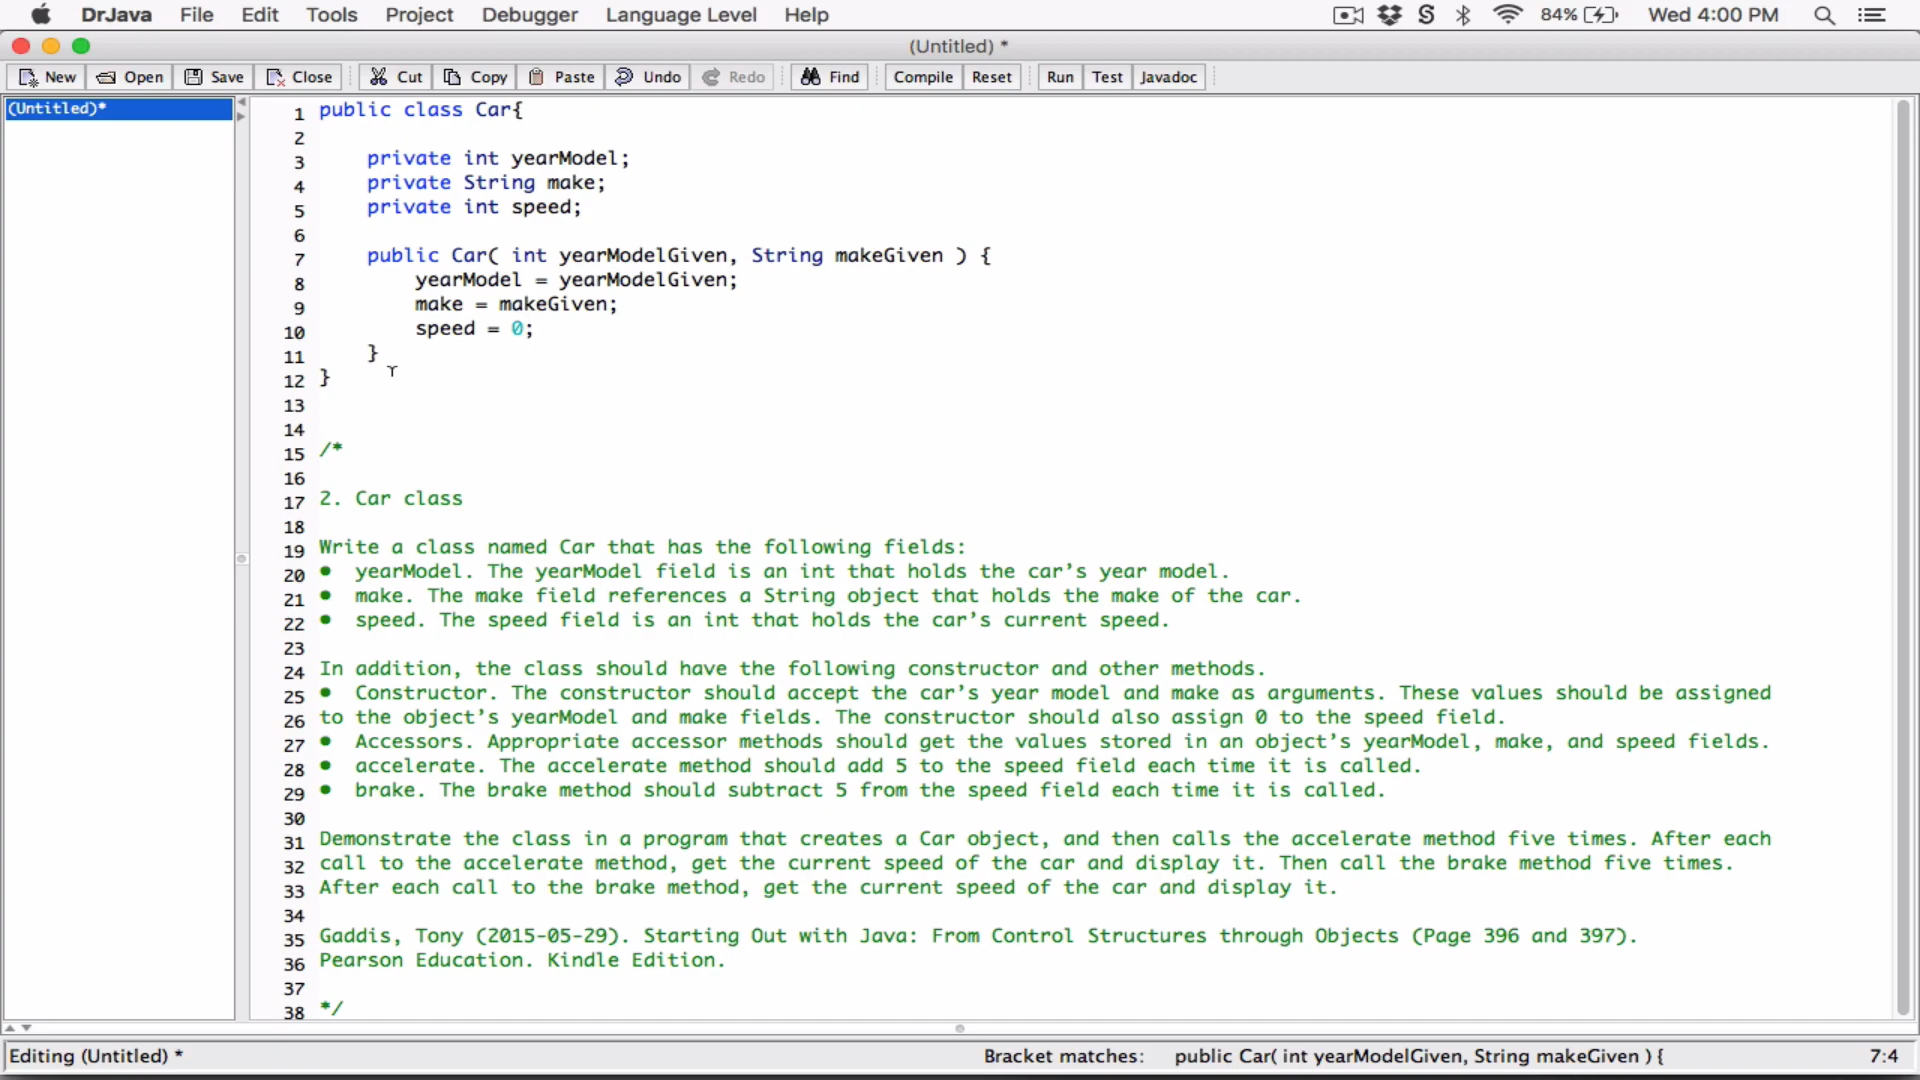 DrJava File Edit Tools Project Debugger Language Level Help S 84% Wed 4:00 PM
(Untitled) *
New Open Save Close Cut Copy Paste Undo Redo Find Compile Reset Run Test Javadoc
(Untitled)*
1 public class Car{
2
3 private int yearModel;
4 private String make;
5 private int speed;
6
7 public Car( int yearModelGiven, String makeGiven ) {
8 yearModel = yearModelGiven;
9 make = makeGiven;
10 speed = 0;
11 }
12 }
13
14
15 /*
16
17 2. Car class
18
19 Write a class named Car that has the following fields:
20 • yearModel. The yearModel field is an int that holds the car’s year model.
21 • make. The make field references a String object that holds the make of the car.
22 • speed. The speed field is an int that holds the car’s current speed.
23
24 In addition, the class should have the following constructor and other methods.
25 • Constructor. The constructor should accept the car’s year model and make as arguments. These values should be assigned
26 to the object’s yearModel and make fields. The constructor should also assign 0 to the speed field.
27 • Accessors. Appropriate accessor methods should get the values stored in an object’s yearModel, make, and speed fields.
28 • accelerate. The accelerate method should add 5 to the speed field each time it is called.
29 • brake. The brake method should subtract 5 from the speed field each time it is called.
30
31 Demonstrate the class in a program that creates a Car object, and then calls the accelerate method five times. After each
32 call to the accelerate method, get the current speed of the car and display it. Then call the brake method five times.
33 After each call to the brake method, get the current speed of the car and display it.
34
35 Gaddis, Tony (2015-05-29). Starting Out with Java: From Control Structures through Objects (Page 396 and 397).
36 Pearson Education. Kindle Edition.
37
38 */
Editing (Untitled) * Bracket matches: public Car( int yearModelGiven, String makeGiven ) { 7:4